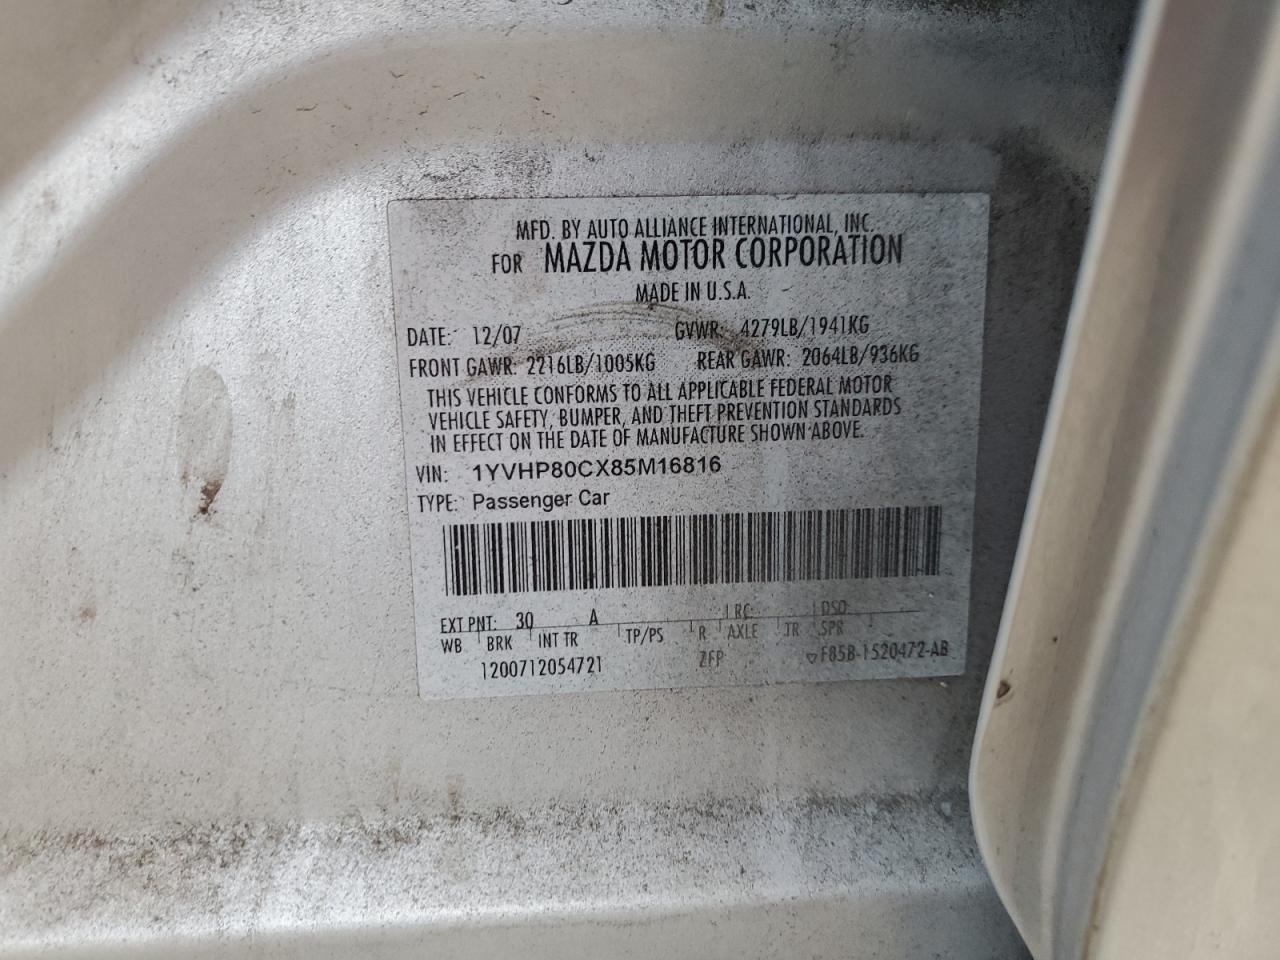 MFD. BY AUTO ALLIANCE INTERNATIONAL, INC.
FOR MAZDA MOTOR CORPORATION
MADE IN U.S.A.
DATE: 12/07 GVWR: 4279LB/1941KG
FRONT GAWR: 2216LB/1005KG REAR GAWR: 2064LB/936KG
THIS VEHICLE CONFORMS TO ALL APPLICABLE FEDERAL MOTOR
VEHICLE SAFETY, BUMPER, AND THEFT PREVENTION STANDARDS
IN EFFECT ON THE DATE OF MANUFACTURE SHOWN ABOVE.
VIN: 1YVHP80CX85M16816
TYPE: Passenger Car
EXT PNT: 30 A RC: DSO:
WB BRK INT TR TP/PS R AXLE TR SPR
1200712054721 ZFP F85B-1520472-AB